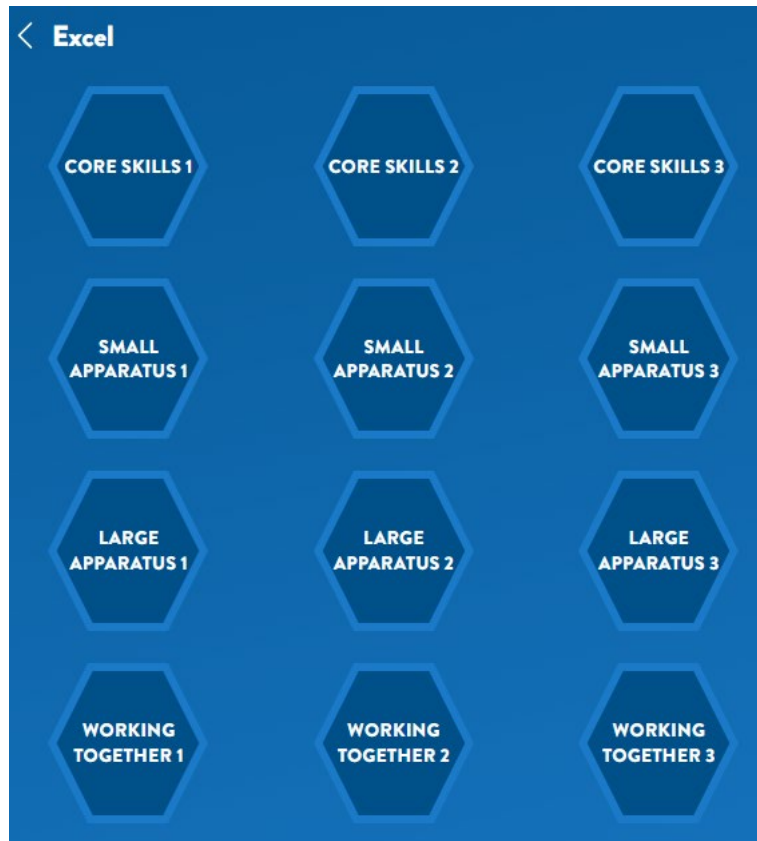 Excel
CORE SKILLS 1
CORE SKILLS 2
CORE SKILLS 3
SMALL
APPARATUS 1
SMALL
APPARATUS 2
SMALL
APPARATUS 3
LARGE
APPARATUS 1
LARGE
APPARATUS 2
LARGE
APPARATUS 3
WORKING
TOGETHER 1
WORKING
TOGETHER 2
WORKING
TOGETHER 3